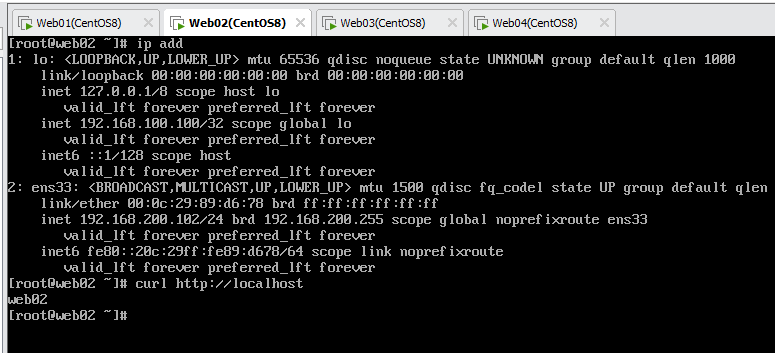 Web01(CentOS8) Web02(CentOS8) Web03(CentOS8) Web04(CentOS8)
[root@web02 ~]# ip add
1: lo: <LOOPBACK,UP,LOWER_UP> mtu 65536 qdisc noqueue state UNKNOWN group default qlen 1000
link/loopback 00:00:00:00:00:00 brd 00:00:00:00:00:00
inet 127.0.0.1/8 scope host lo
valid_lft forever preferred_lft forever
inet 192.168.100.100/32 scope global lo
valid_lft forever preferred_lft forever
inet6 ::1/128 scope host
valid_lft forever preferred_lft forever
2: ens33: <BROADCAST,MULTICAST,UP,LOWER_UP> mtu 1500 qdisc fq_codel state UP group default qlen
link/ether 00:0c:29:89:d6:78 brd ff:ff:ff:ff:ff:ff
inet 192.168.200.102/24 brd 192.168.200.255 scope global noprefixroute ens33
valid_lft forever preferred_lft forever
inet6 fe80::20c:29ff:fe89:d678/64 scope link noprefixroute
valid_lft forever preferred_lft forever
[root@web02 ~]# curl http://localhost
web02
[root@web02 ~]#